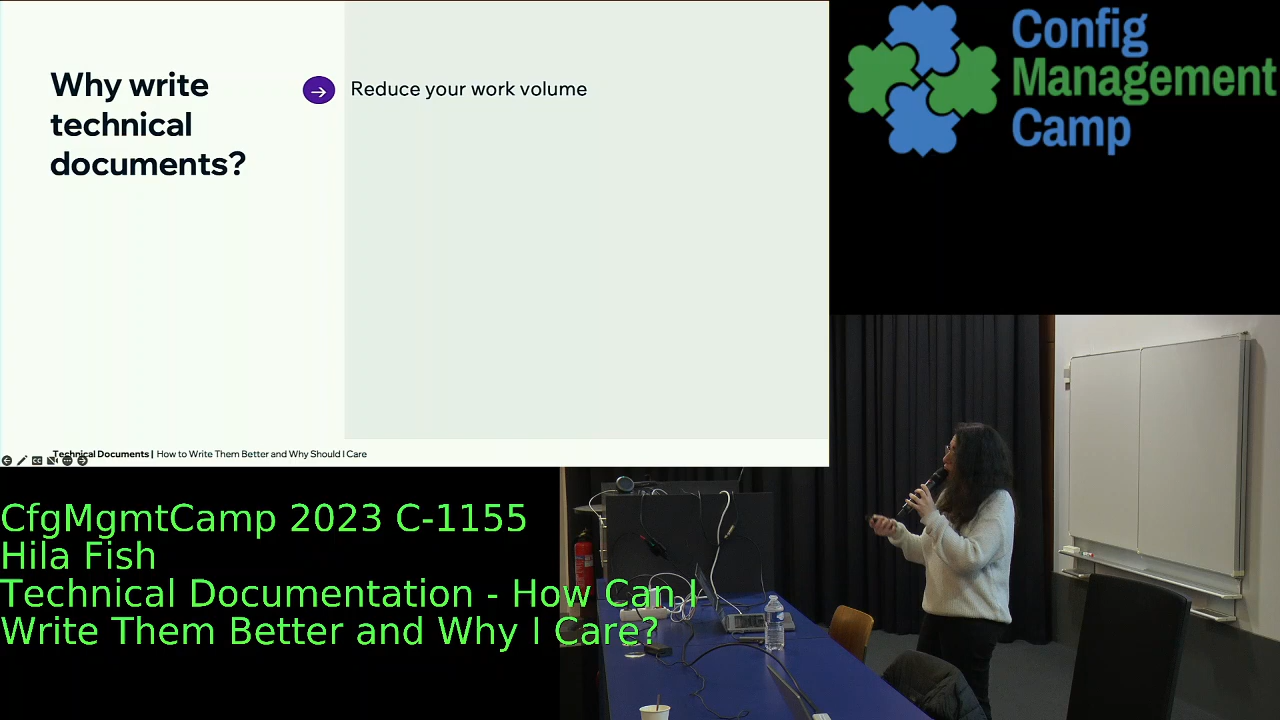 Why write
technical
documents?
Reduce your work volume
Technical Documents | How to Write Them Better and Why Should I Care
Config
Management
Camp
CfgMgmtCamp 2023 C-1155
Hila Fish
Technical Documentation - How Can I
Write Them Better and Why I Care?